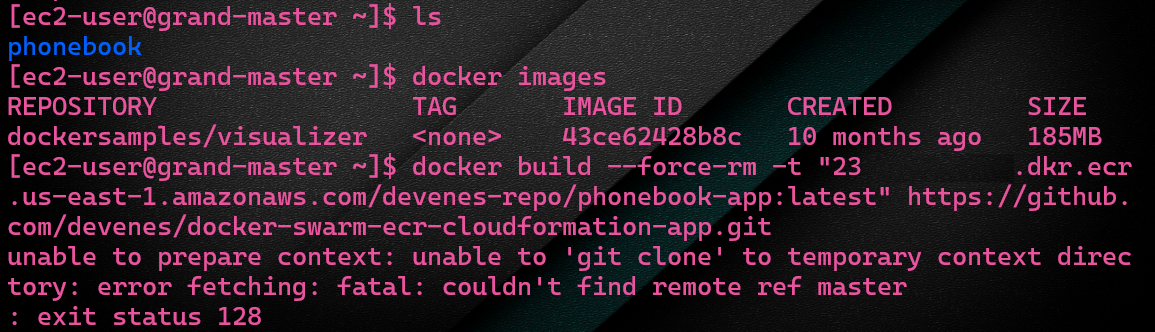 [ec2-user@grand-master ~]$ ls
phonebook
[ec2-user@grand-master ~]$ docker images
REPOSITORY TAG IMAGE ID CREATED SIZE
dockersamples/visualizer <none> 43ce62428b8c 10 months ago 185MB
[ec2-user@grand-master ~]$ docker build --force-rm -t "23 .dkr.ecr
.us-east-1.amazonaws.com/devenes-repo/phonebook-app:latest" https://github.
com/devenes/docker-swarm-ecr-cloudformation-app.git
unable to prepare context: unable to 'git clone' to temporary context direc
tory: error fetching: fatal: couldn't find remote ref master
: exit status 128